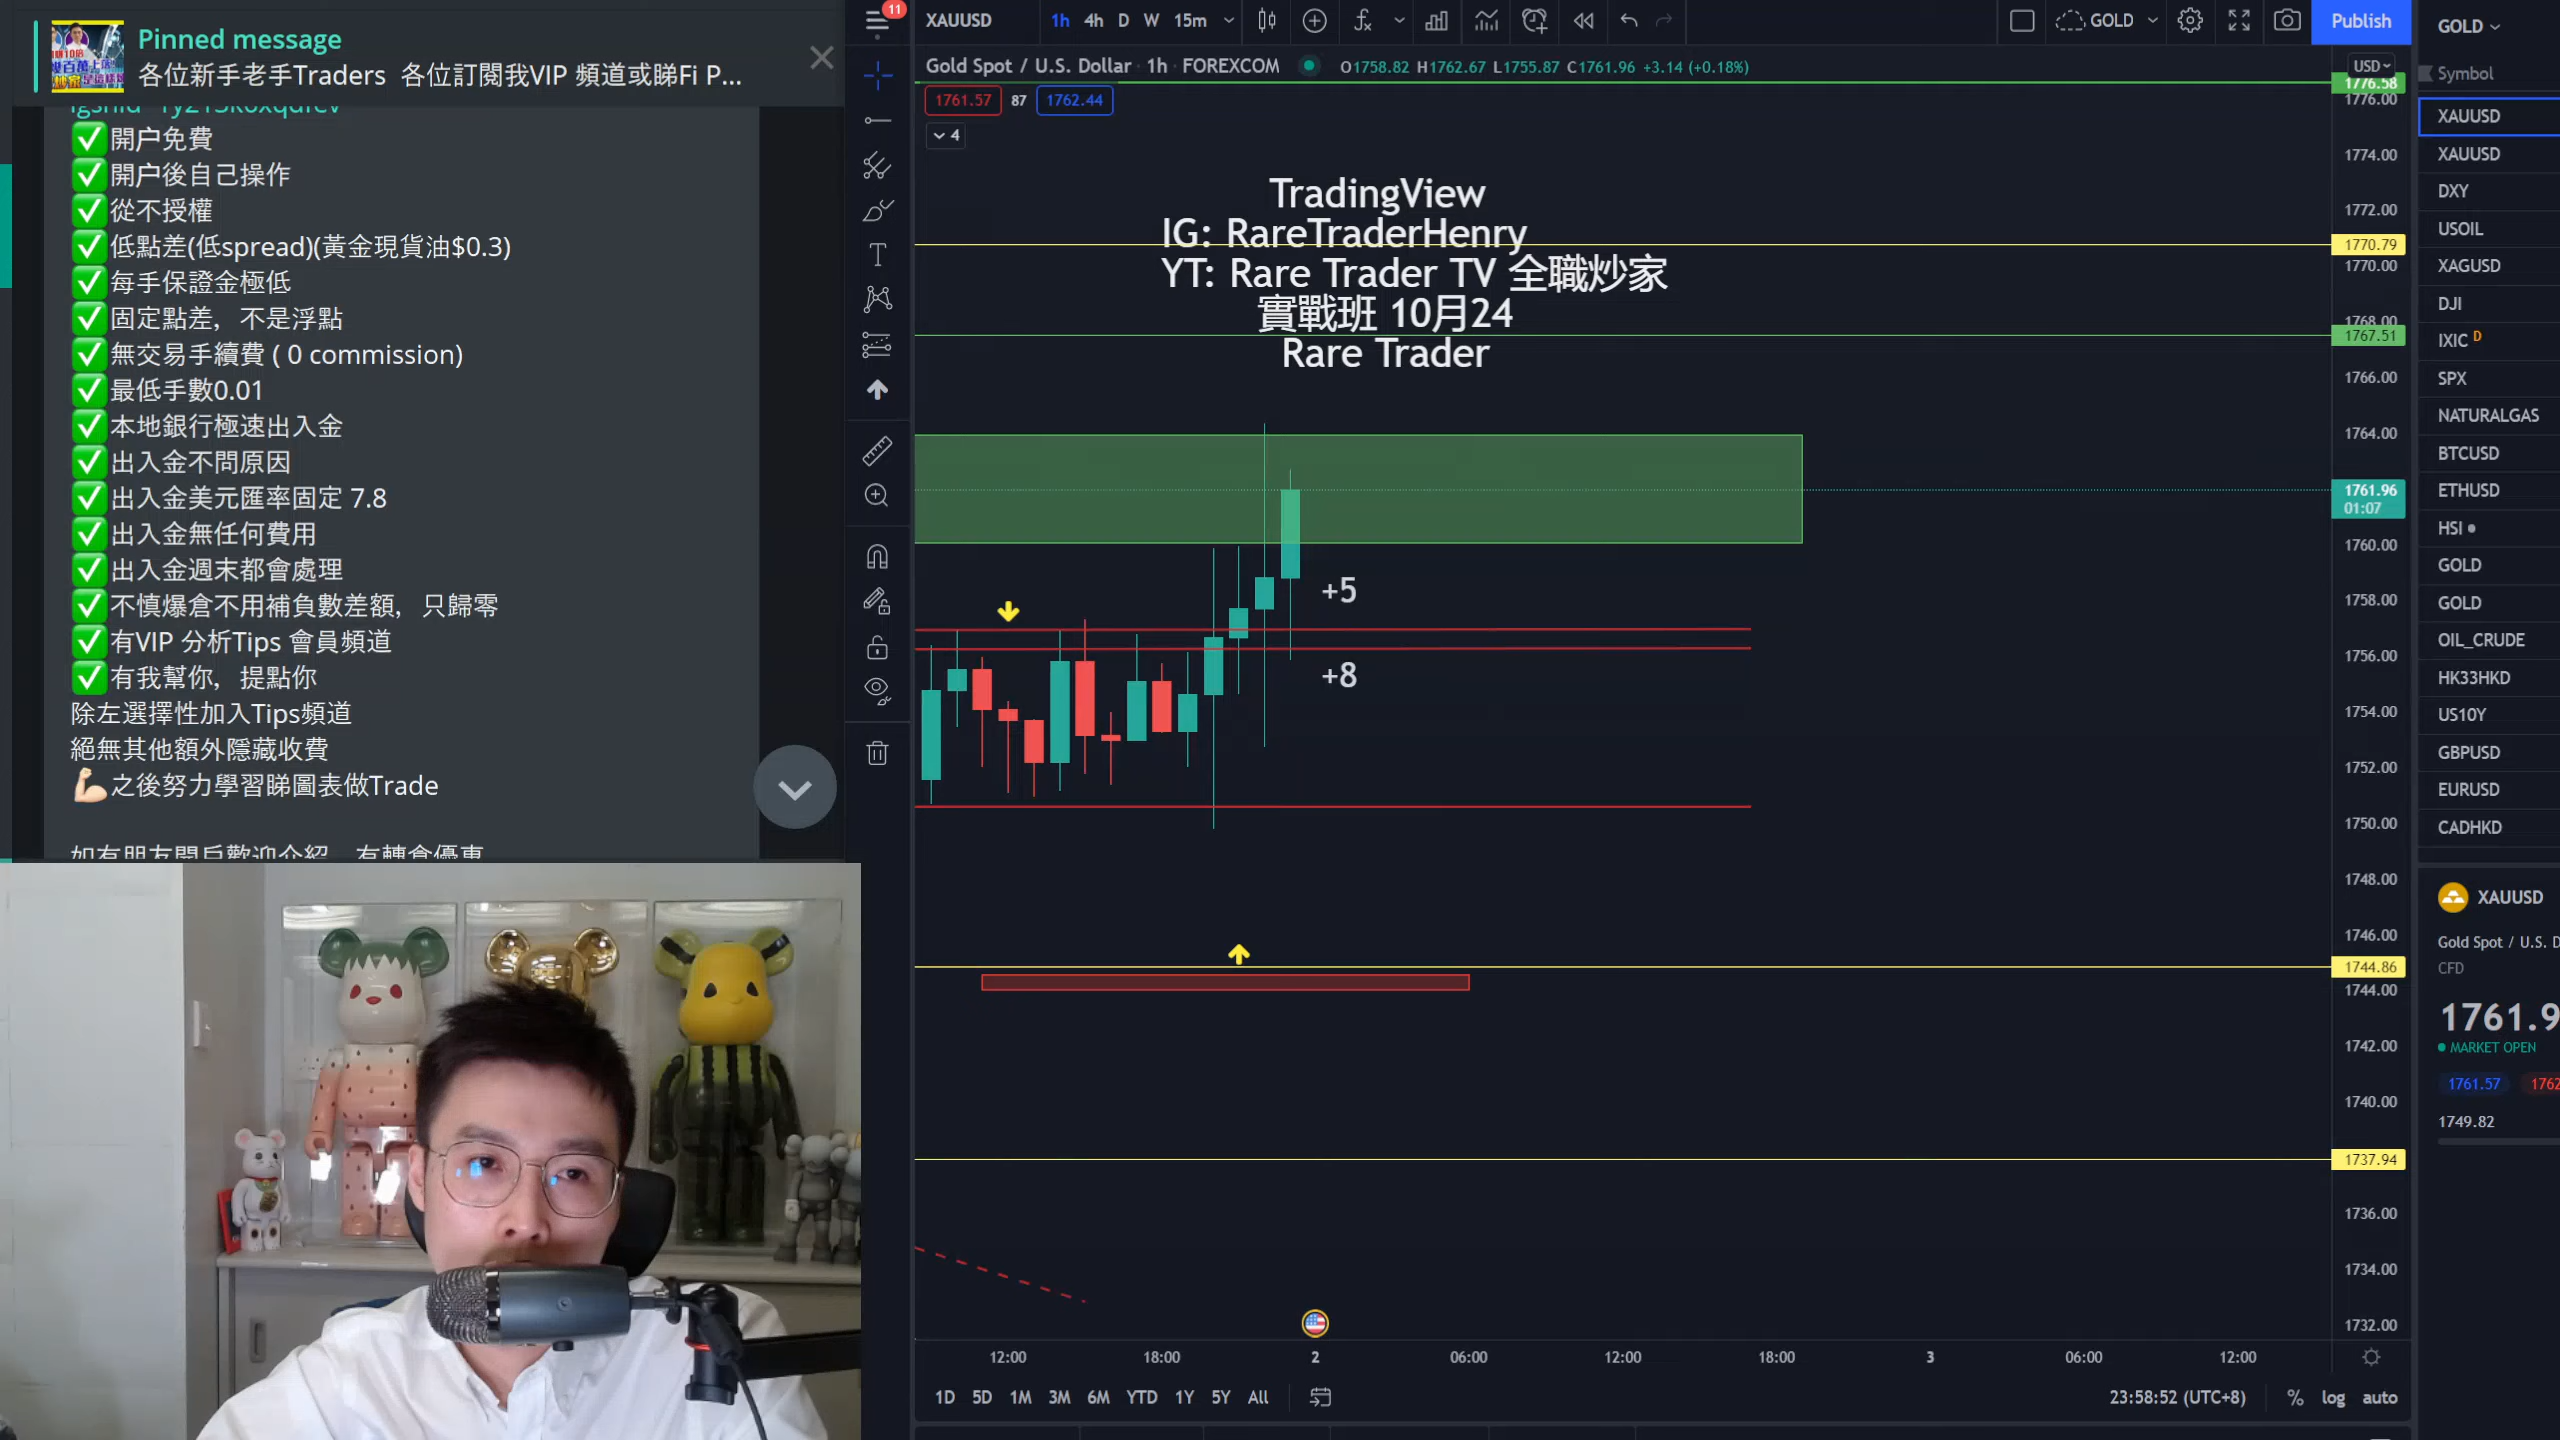 Pinned message
各位新手老手Traders 各位訂閱我VIP 頻道或睇Fi P...
✅開户免費
✅開户後自己操作
✅從不授權
✅低點差(低spread)(黃金現貨油$0.3)
✅每手保證金極低
✅固定點差，不是浮點
✅無交易手續費 ( 0 commission)
✅最低手數0.01
✅本地銀行極速出入金
✅出入金不問原因
✅出入金美元匯率固定 7.8
✅出入金無任何費用
✅出入金週末都會處理
✅不慎爆倉不用補負數差額，只歸零
✅有VIP 分析Tips 會員頻道
✅有我幫你，提點你
除左選擇性加入Tips頻道
絕無其他額外隱藏收費
💪🏻之後努力學習睇圖表做Trade
11
XAUUSD 1h 4h D W 15m
GOLD
Publish
Gold Spot / U.S. Dollar · 1h · FOREXCOM O1758.82 H1762.67 L1755.87 C1761.96 +3.14 (+0.18%)
1761.57 87 1762.44
4
TradingView
IG: RareTraderHenry
YT: Rare Trader TV 全職炒家
實戰班 10月24
Rare Trader
+5
+8
USD
1776.58
1776.00
1774.00
1772.00
1770.79
1770.00
1768.00
1767.51
1766.00
1764.00
1761.96
01:07
1760.00
1758.00
1756.00
1754.00
1752.00
1750.00
1748.00
1746.00
1744.86
1744.00
1742.00
1740.00
1737.94
1736.00
1734.00
1732.00
12:00 18:00 2 06:00 12:00 18:00 3 06:00 12:00
1D 5D 1M 3M 6M YTD 1Y 5Y All
23:58:52 (UTC+8) % log auto
GOLD
Symbol
XAUUSD
XAUUSD
DXY
USOIL
XAGUSD
DJI
IXIC D
SPX
NATURALGAS
BTCUSD
ETHUSD
HSI
GOLD
GOLD
OIL_CRUDE
HK33HKD
US10Y
GBPUSD
EURUSD
CADHKD
XAUUSD
Gold Spot / U.S. D
CFD
1761.9
MARKET OPEN
1761.57 1762
1749.82